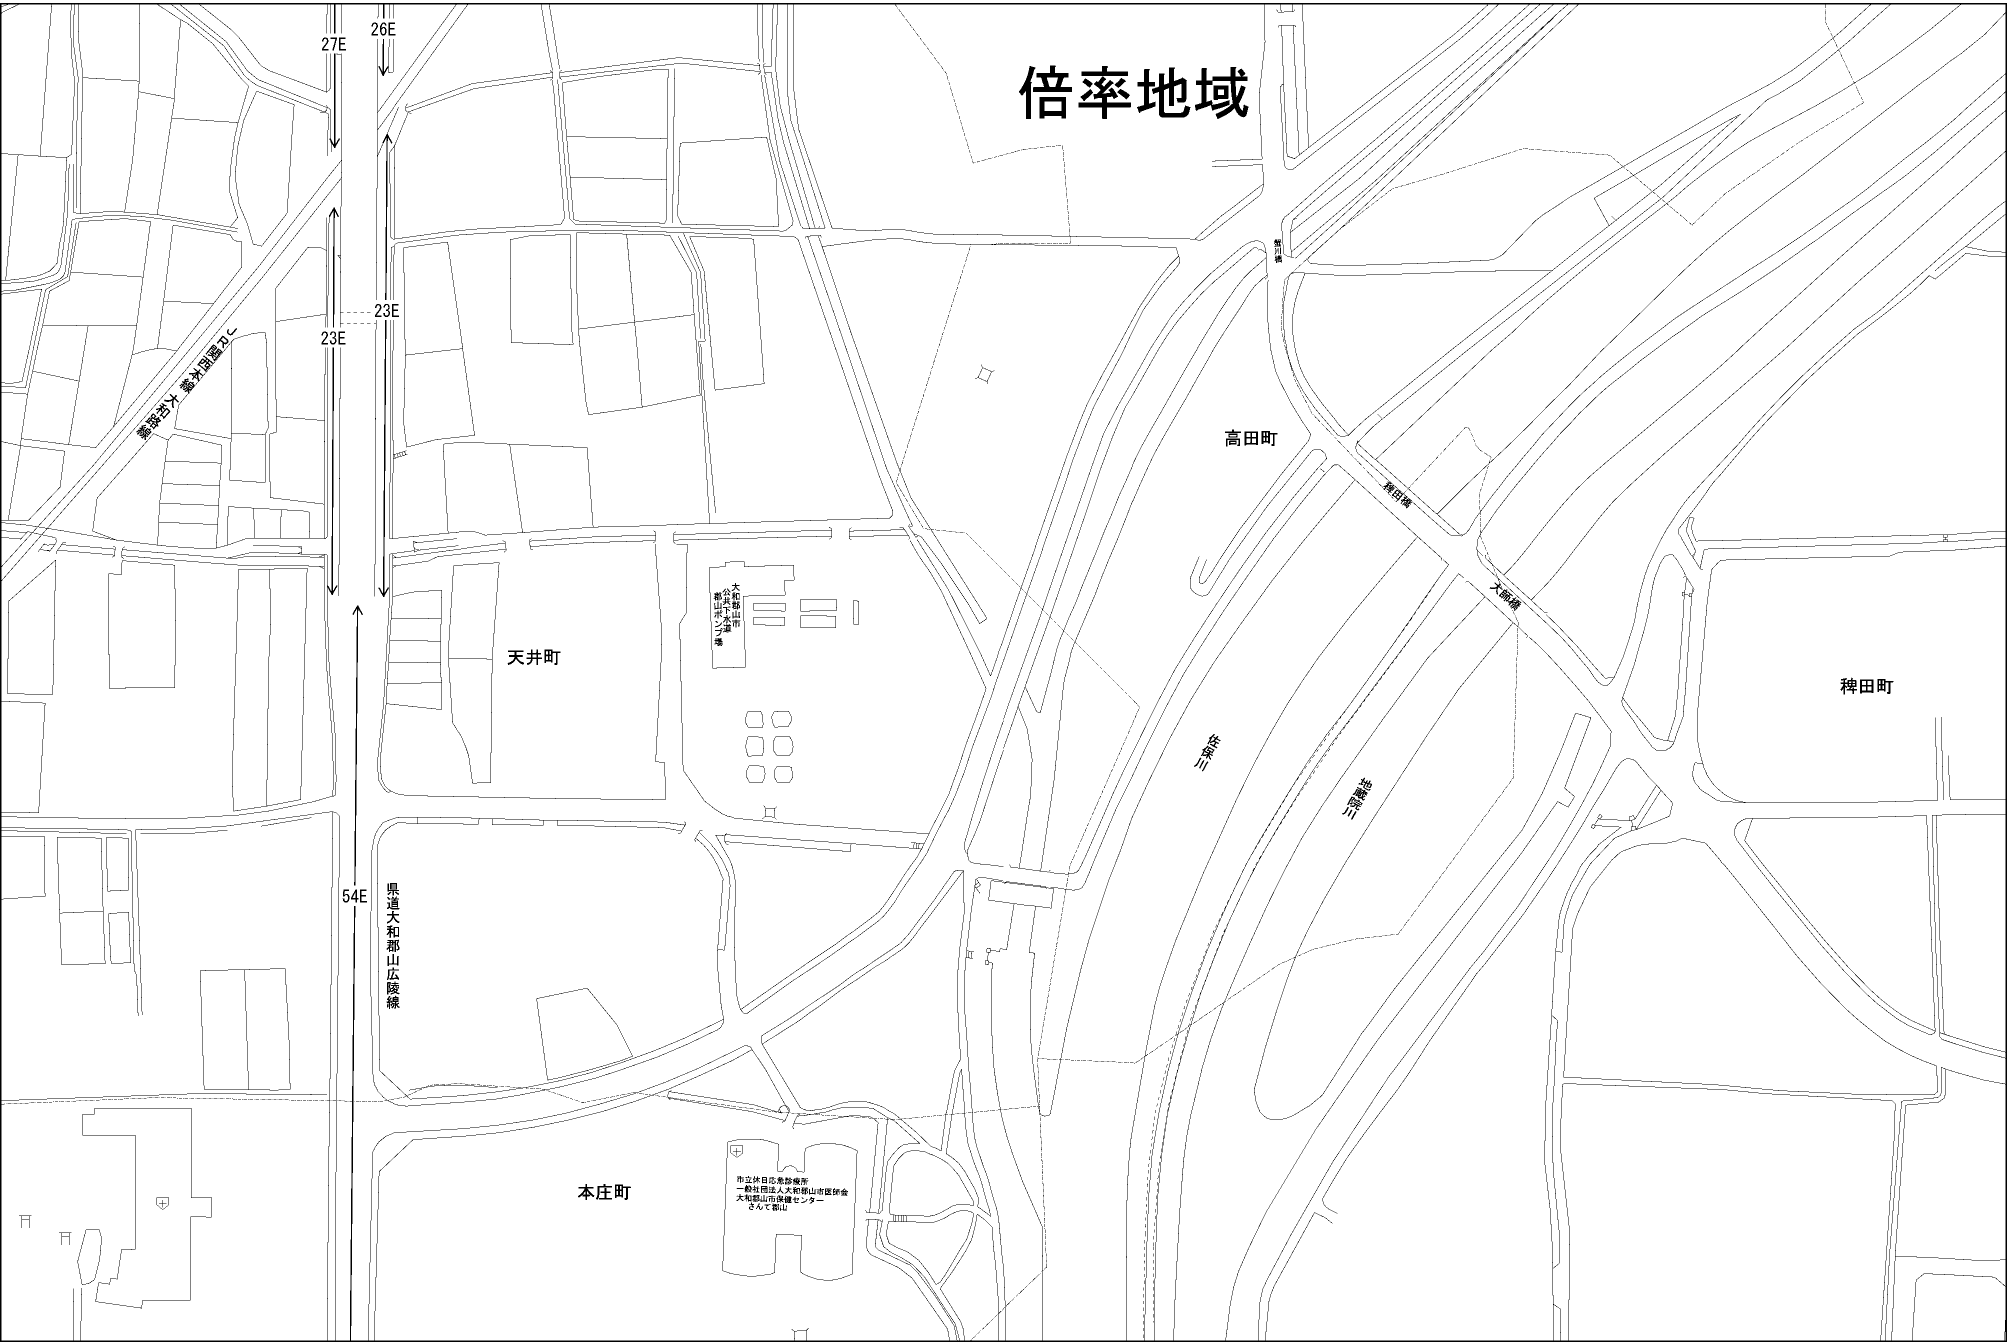 27E
26E
倍率地域
蟹川橋
23E
23E
JR関西本線 大和路線
高田町
稗田橋
大師橋
大和郡山市
公共下水道
郡山ポンプ場
天井町
稗田町
佐保川
地蔵院川
54E
県道大和郡山広陵線
本庄町
市立休日応急診療所
一般社団法人大和郡山市医師会
大和郡山市保健センター
さんて郡山